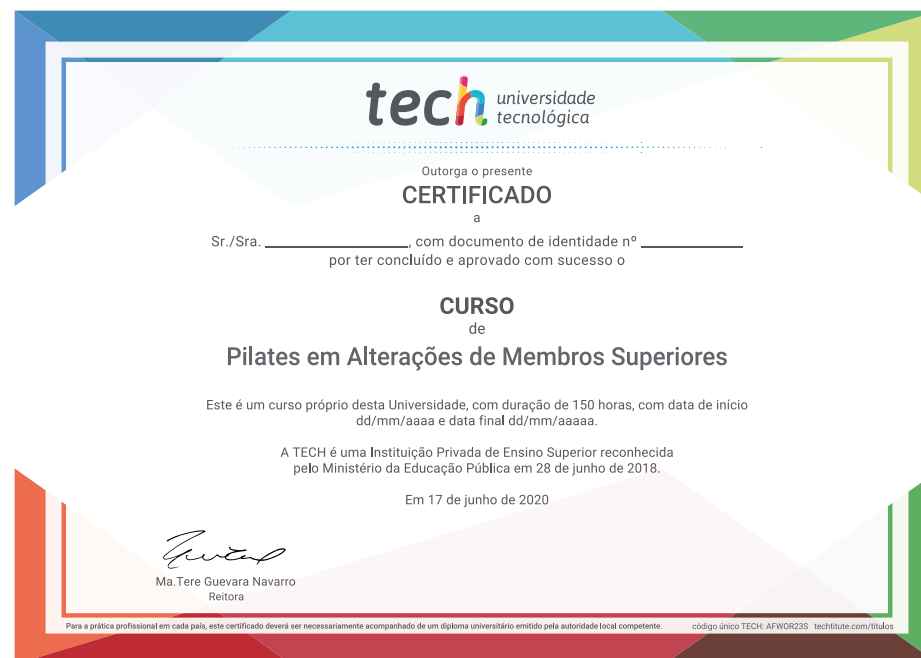 tech universidade
tecnológica
Outorga o presente
CERTIFICADO
a
Sr./Sra. ____________, com documento de identidade nº ____________
por ter concluído e aprovado com sucesso o
CURSO
de
Pilates em Alterações de Membros Superiores
Este é um curso próprio desta Universidade, com duração de 150 horas, com data de início
dd/mm/aaaa e data final dd/mm/aaaaa.
A TECH é uma Instituição Privada de Ensino Superior reconhecida
pelo Ministério da Educação Pública em 28 de junho de 2018.
Em 17 de junho de 2020
Ma.Tere Guevara Navarro
Reitora
Para a prática profissional em cada país, este certificado deverá ser necessariamente acompanhado de um diploma universitário emitido pela autoridade local competente. código único TECH: AFWOR23S techtitute.com/titulos